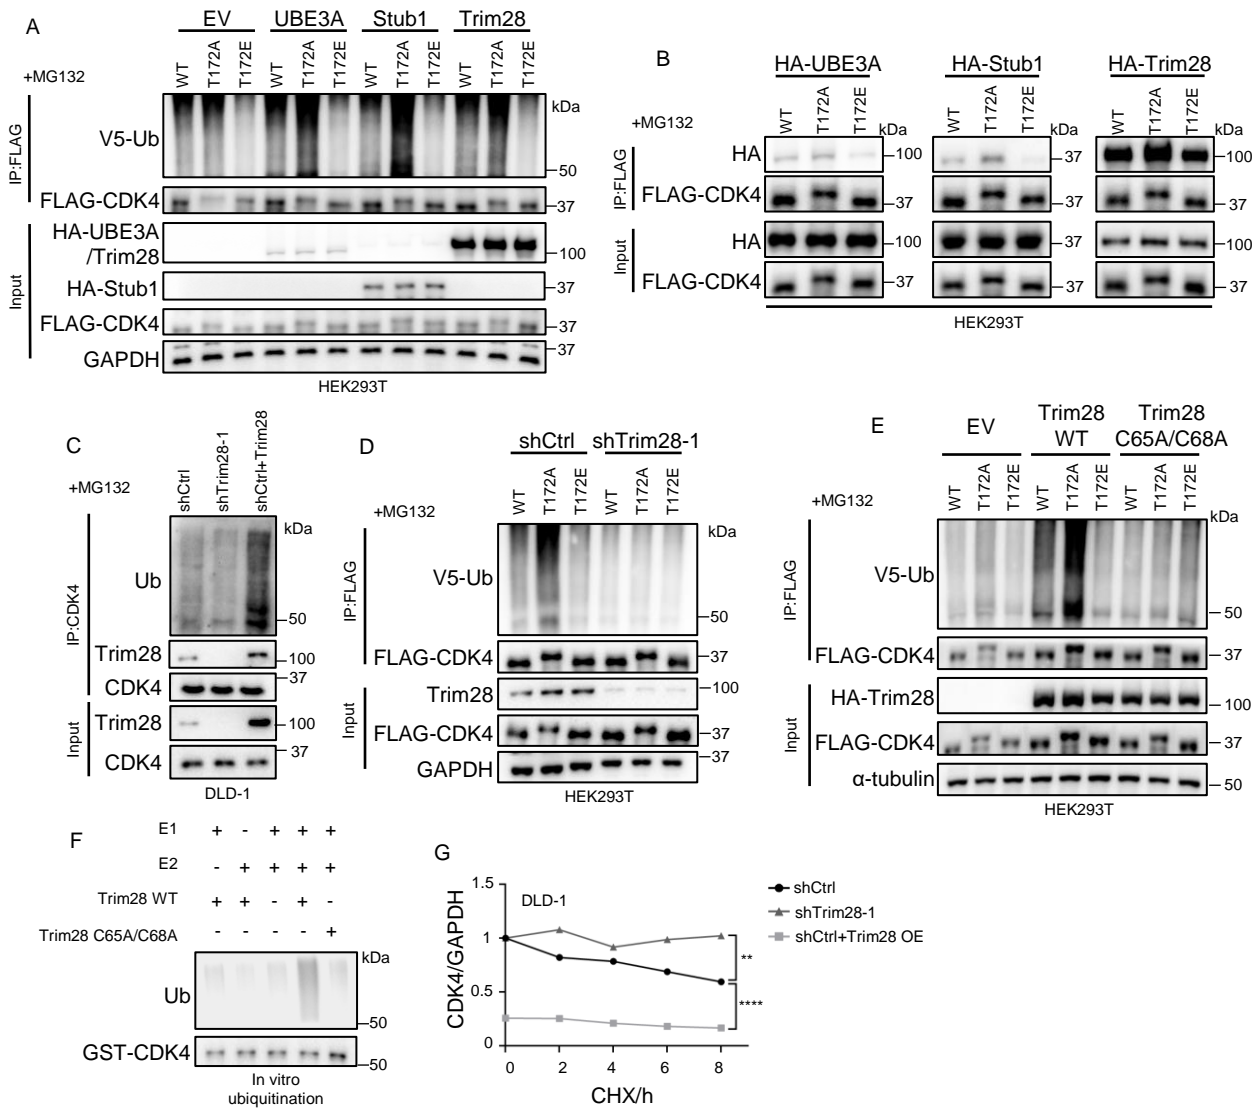 A
EV UBE3A Stub1 Trim28
WT T172A T172E WT T172A T172E WT T172A T172E WT T172A T172E
+MG132
kDa
IP:FLAG
V5-Ub
50
FLAG-CDK4
37
Input
HA-UBE3A
/Trim28
100
HA-Stub1
37
FLAG-CDK4
37
GAPDH
37
HEK293T
B
HA-UBE3A HA-Stub1 HA-Trim28
WT T172A T172E WT T172A T172E WT T172A T172E
+MG132
kDa kDa kDa
IP:FLAG
HA 100 37 100
FLAG-CDK4 37 37 37
Input
HA 100 37 100
FLAG-CDK4 37 37 37
HEK293T
C
shCtrl shTrim28-1 shCtrl+Trim28
+MG132
kDa
IP:CDK4
Ub
50
Trim28
100
CDK4
37
Input
Trim28
100
CDK4
37
DLD-1
D
shCtrl shTrim28-1
WT T172A T172E WT T172A T172E
+MG132
kDa
IP:FLAG
V5-Ub
50
FLAG-CDK4
37
Input
Trim28
100
FLAG-CDK4
37
GAPDH
37
HEK293T
E
EV Trim28 Trim28
WT C65A/C68A
WT T172A T172E WT T172A T172E WT T172A T172E
+MG132
kDa
IP:FLAG
V5-Ub
50
FLAG-CDK4
37
Input
HA-Trim28
100
FLAG-CDK4
37
α-tubulin
50
HEK293T
F
E1 + - + + +
E2 - + + + +
Trim28 WT + + - + -
Trim28 C65A/C68A - - - - +
kDa
Ub
50
GST-CDK4
50
In vitro
ubiquitination
G
1.5
1
0.5
0
CDK4/GAPDH
DLD-1
**
****
0 2 4 6 8
CHX/h
shCtrl
shTrim28-1
shCtrl+Trim28 OE